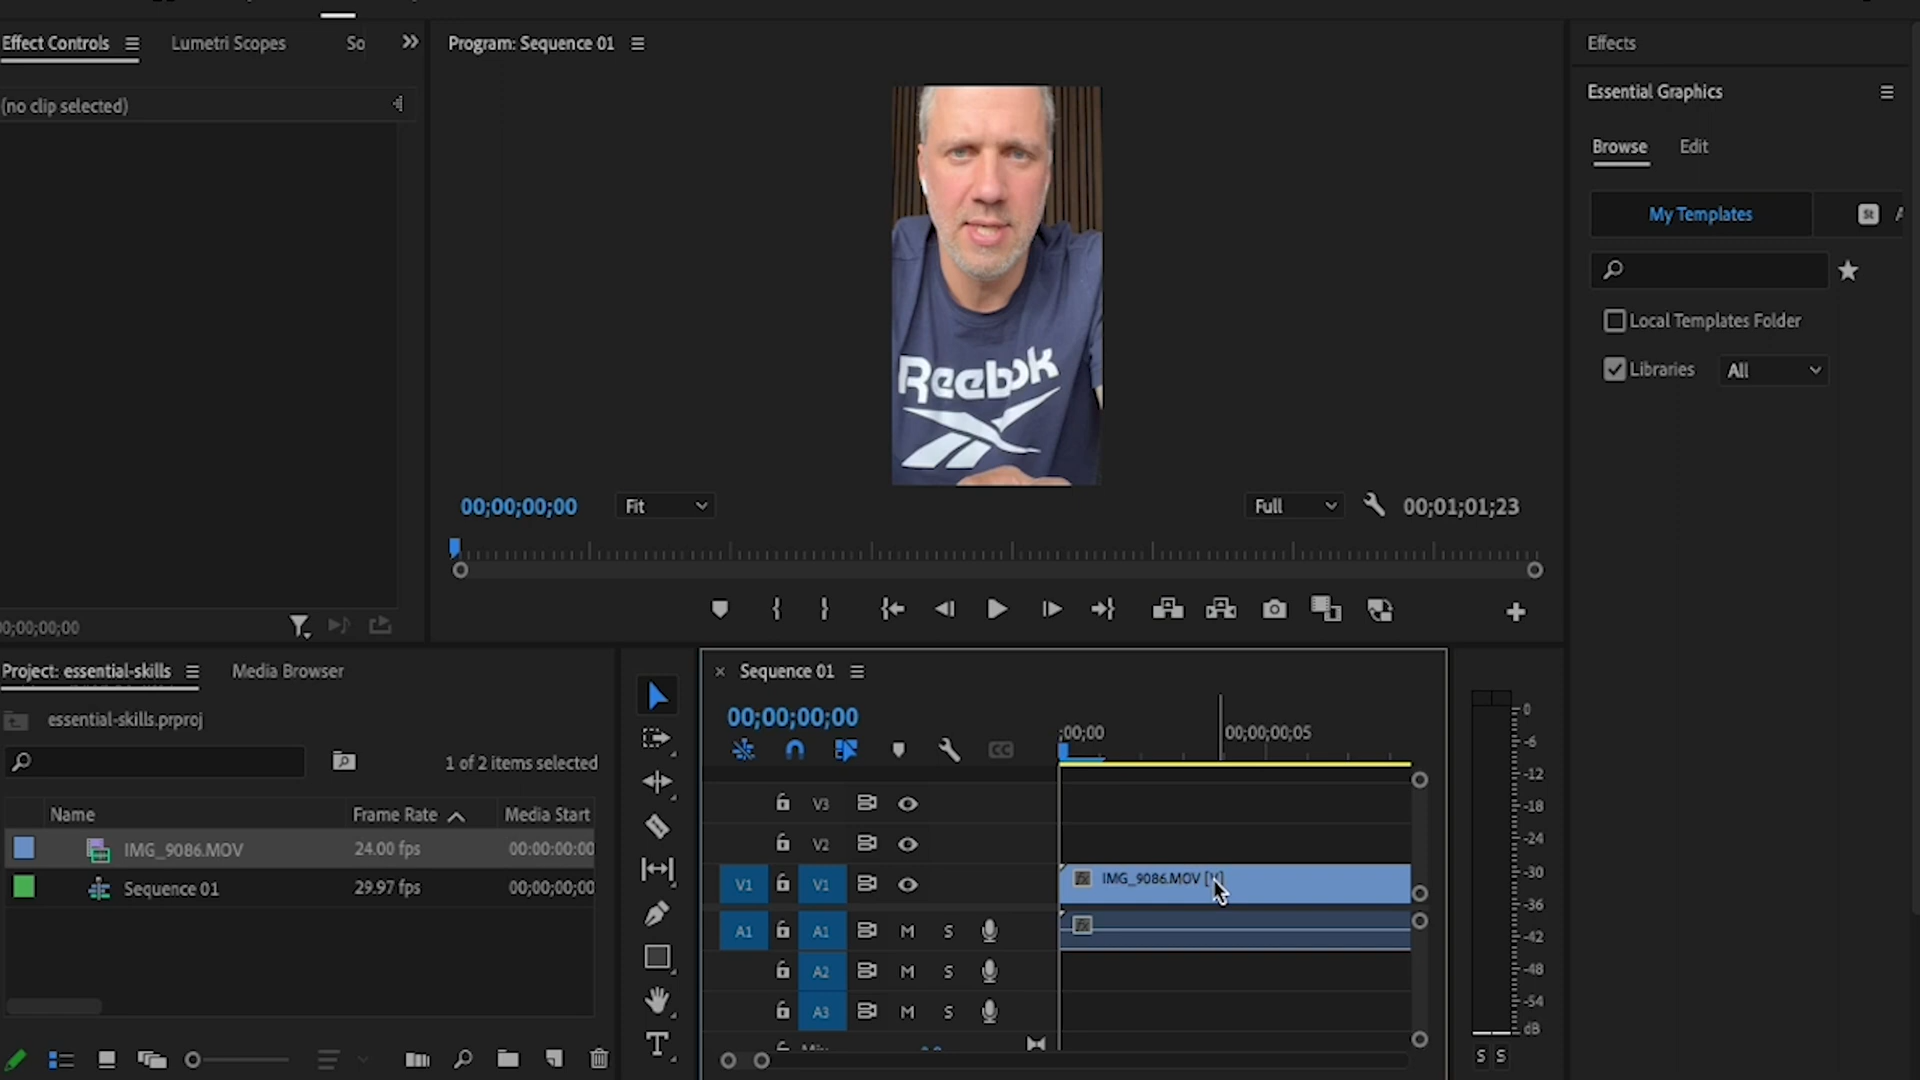 Effect Controls
Lumetri Scopes
So
(no clip selected)
Program: Sequence 01
Reebok
00;00;00;00
Fit
Full
00;01;01;23
Effects
Essential Graphics
Browse
Edit
My Templates
St
Local Templates Folder
Libraries
All
00;00;00;00
Project: essential-skills
Media Browser
essential-skills.prproj
1 of 2 items selected
Name
Frame Rate
Media Start
IMG_9086.MOV
24.00 fps
00:00:00:00
Sequence 01
29.97 fps
00;00;00;00
T
Sequence 01
00;00;00;00
;00;00
00;00;00;05
CC
V3
V2
V1
V1
IMG_9086.MOV [V]
fx
A1
A1
M
S
fx
A2
M
S
A3
M
S
0
-6
-12
-18
-24
-30
-36
-42
-48
-54
dB
S
S